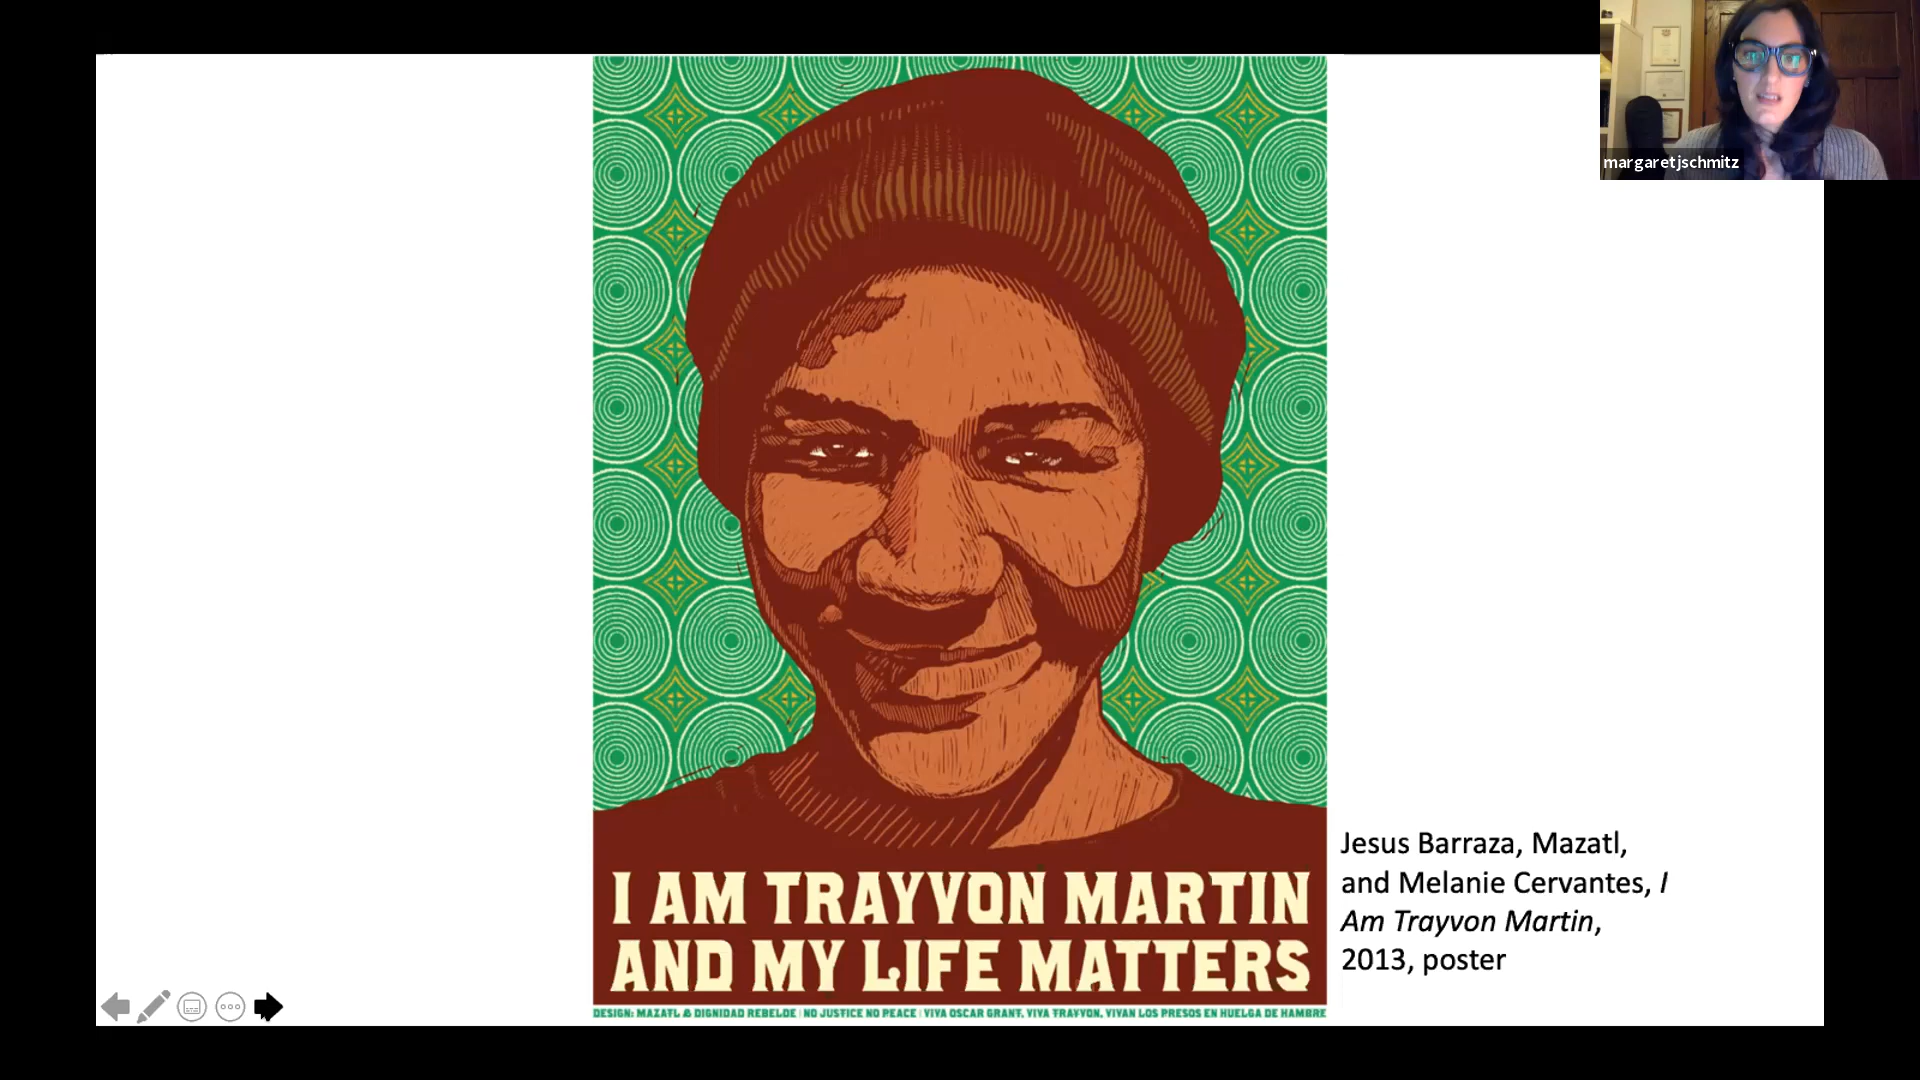 margaretjschmitz
I AM TRAYVON MARTIN
AND MY LIFE MATTERS
DESIGN: MAZATL & DIGNIDAD REBELDE | NO JUSTICE NO PEACE | VIVA OSCAR GRANT, VIVA TRAYVON, VIVAN LOS PRESOS EN HUELGA DE HAMBRE
Jesus Barraza, Mazatl,
and Melanie Cervantes, I
Am Trayvon Martin,
2013, poster